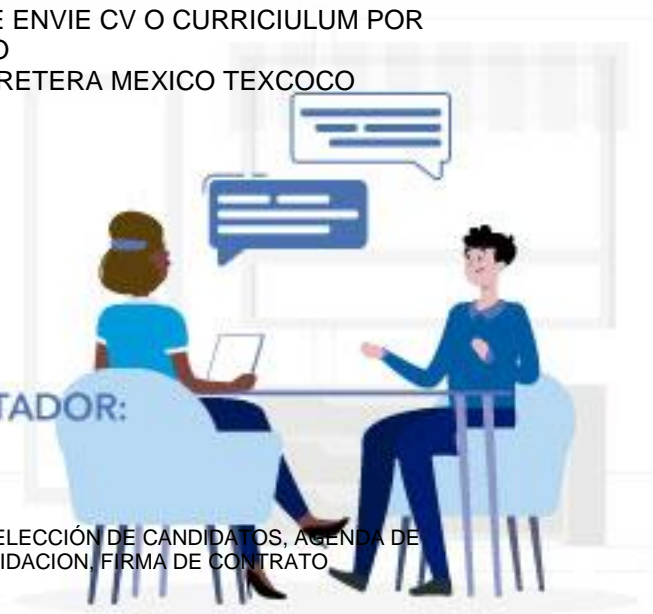 ENVIE CV O CURRICIULUM POR
RETERA MEXICO TEXCOCO
TADOR:
ELECCIÓN DE CANDIDATOS, AGENDA DE
IDACION, FIRMA DE CONTRATO